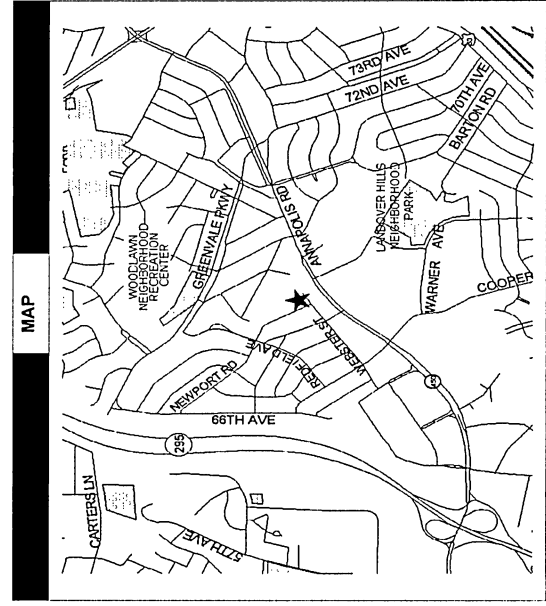 MAP
PARK
WOODLAWN
NEIGHBORHOOD
RECREATION
CENTER
GREENVALE PKWY
73RD AVE
72ND AVE
70TH AVE
BARTON RD
ANNAPOLIS RD
LANDOVER HILLS
NEIGHBORHOOD
PARK
WARNER AVE
COOPER
WEBSTER ST
REDFIELD AVE
NEWPORT RD
66TH AVE
295
CARTERS LN
57TH AVE